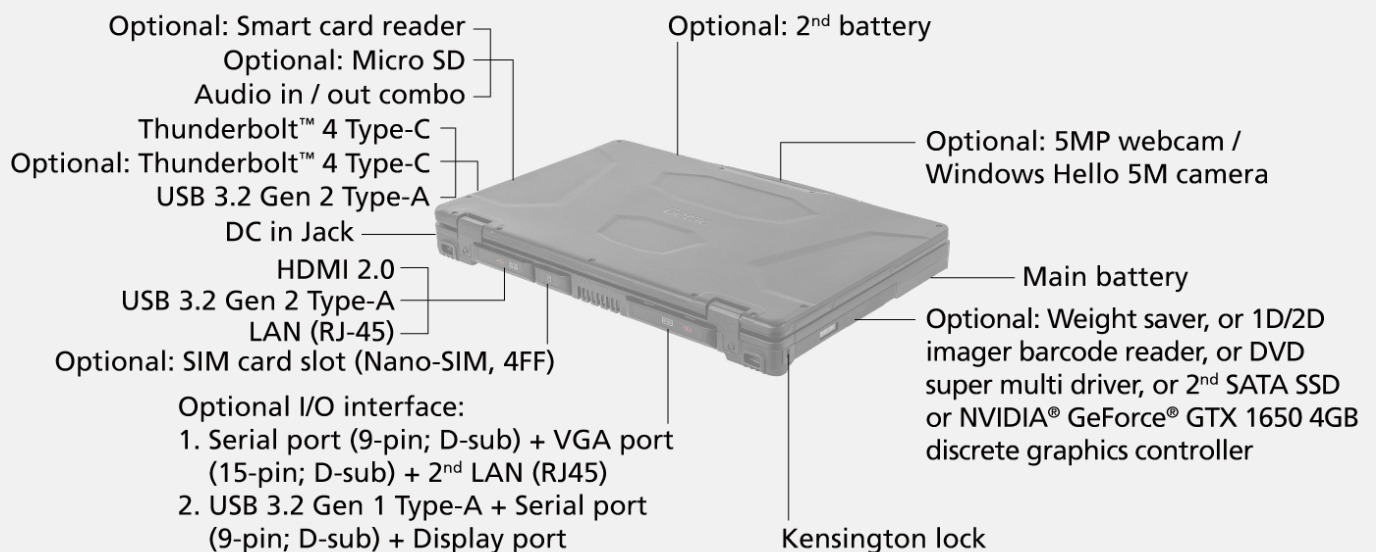 Optional: Smart card reader
Optional: Micro SD
Audio in / out combo
Thunderbolt™ 4 Type-C
Optional: Thunderbolt™ 4 Type-C
USB 3.2 Gen 2 Type-A
DC in Jack
HDMI 2.0
USB 3.2 Gen 2 Type-A
LAN (RJ-45)
Optional: SIM card slot (Nano-SIM, 4FF)
Optional I/O interface:
1. Serial port (9-pin; D-sub) + VGA port
(15-pin; D-sub) + 2nd LAN (RJ45)
2. USB 3.2 Gen 1 Type-A + Serial port
(9-pin; D-sub) + Display port
Optional: 2nd battery
Optional: 5MP webcam /
Windows Hello 5M camera
Main battery
Optional: Weight saver, or 1D/2D
imager barcode reader, or DVD
super multi driver, or 2nd SATA SSD
or NVIDIA® GeForce® GTX 1650 4GB
discrete graphics controller
Kensington lock